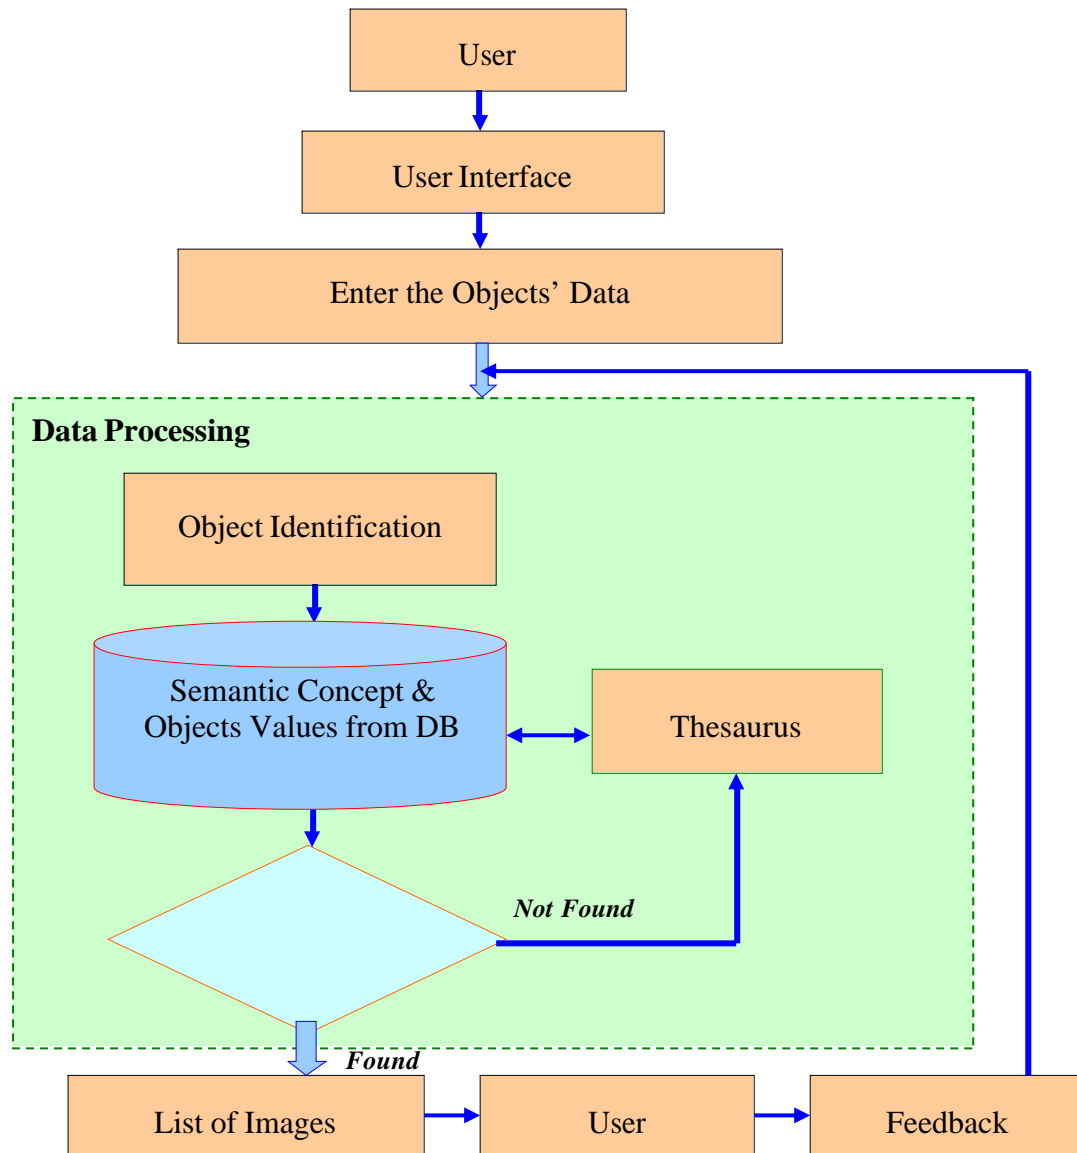 User
User Interface
Enter the Objects’ Data
Data Processing
Object Identification
Semantic Concept &
Objects Values from DB
Thesaurus
Not Found
Found
List of Images
User
Feedback